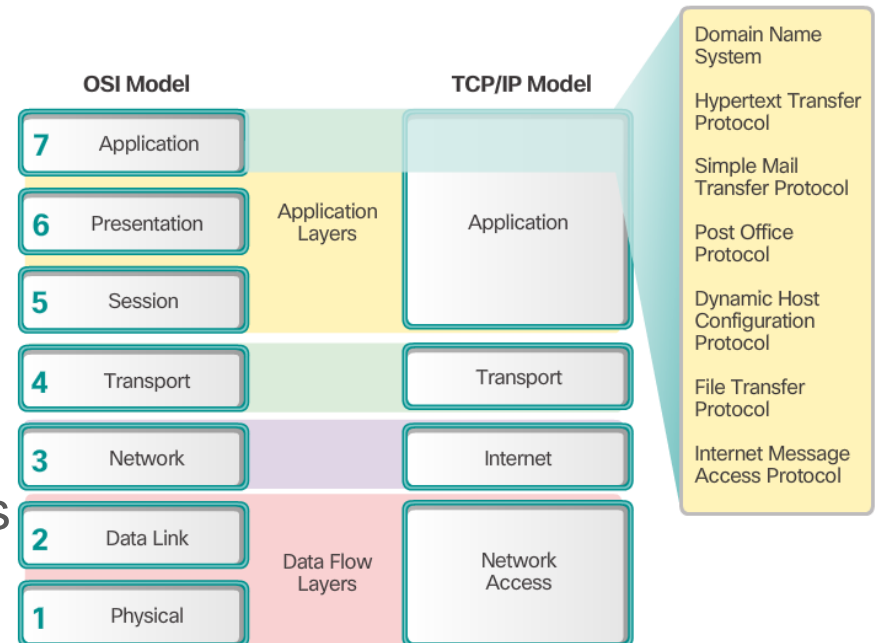 OSI Model
TCP/IP Model
7 Application
6 Presentation
5 Session
4 Transport
3 Network
2 Data Link
1 Physical
Application
Layers
Data Flow
Layers
Application
Transport
Internet
Network
Access
Domain Name
System
Hypertext Transfer
Protocol
Simple Mail
Transfer Protocol
Post Office
Protocol
Dynamic Host
Configuration
Protocol
File Transfer
Protocol
Internet Message
Access Protocol
s